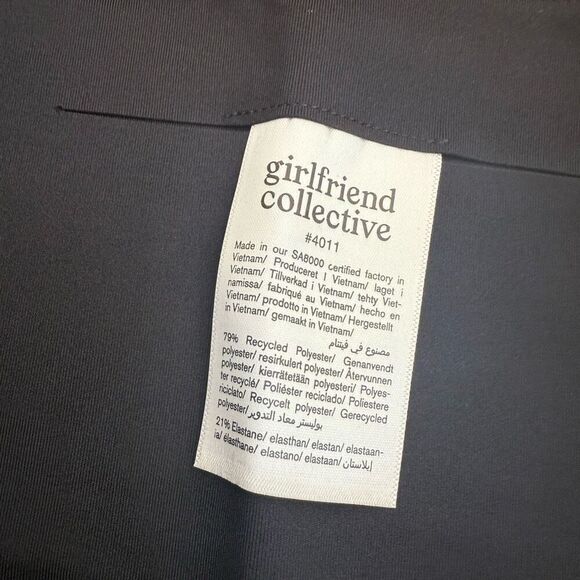 girlfriend
collective
#4011
Made in our SA8000 certified factory in
Vietnam/ Produceret I Vietnam/ laget i
Vietnam/ Tillverkad i Vietnam/ tehty Viet-
namissa/ fabriqué au Vietnam/ hecho en
Vietnam/ prodotto in Vietnam/ Hergestellt
in Vietnam/ gemaakt in Vietnam/
مصنوع في فيتنام
79% Recycled Polyester/ Genanvendt
polyester/ resirkulert polyester/ Återvunnen
polyester/ kierrätetään polyesteri/ Polyes-
ter recyclé/ Poliéster reciclado/ Poliestere
riciclato/ Recycelt polyester/ Gerecycled
polyester/بوليستر معاد التدوير/
21% Elastane/ elasthan/ elastan/ elastaan-
ia/ élasthane/ elastano/ elastaan/ إيلاستان/